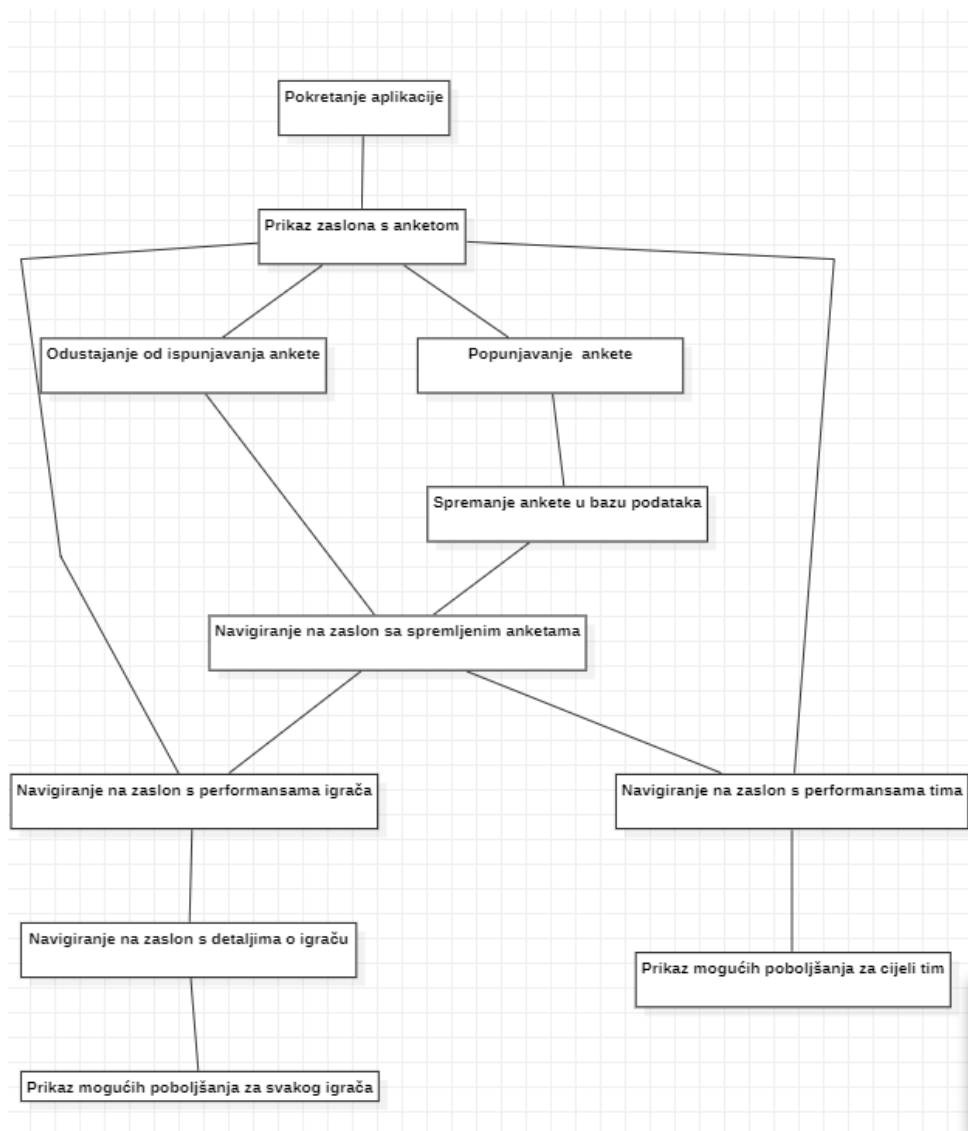 Pokretanje aplikacije
Prikaz zaslona s anketom
Odustajanje od ispunjavanja ankete
Popunjavanje  ankete
Spremanje ankete u bazu podataka
Navigiranje na zaslon sa spremljenim anketama
Navigiranje na zaslon s performansama igrača
Navigiranje na zaslon s performansama tima
Navigiranje na zaslon s detaljima o igraču
Prikaz mogućih poboljšanja za cijeli tim
Prikaz mogućih poboljšanja za svakog igrača